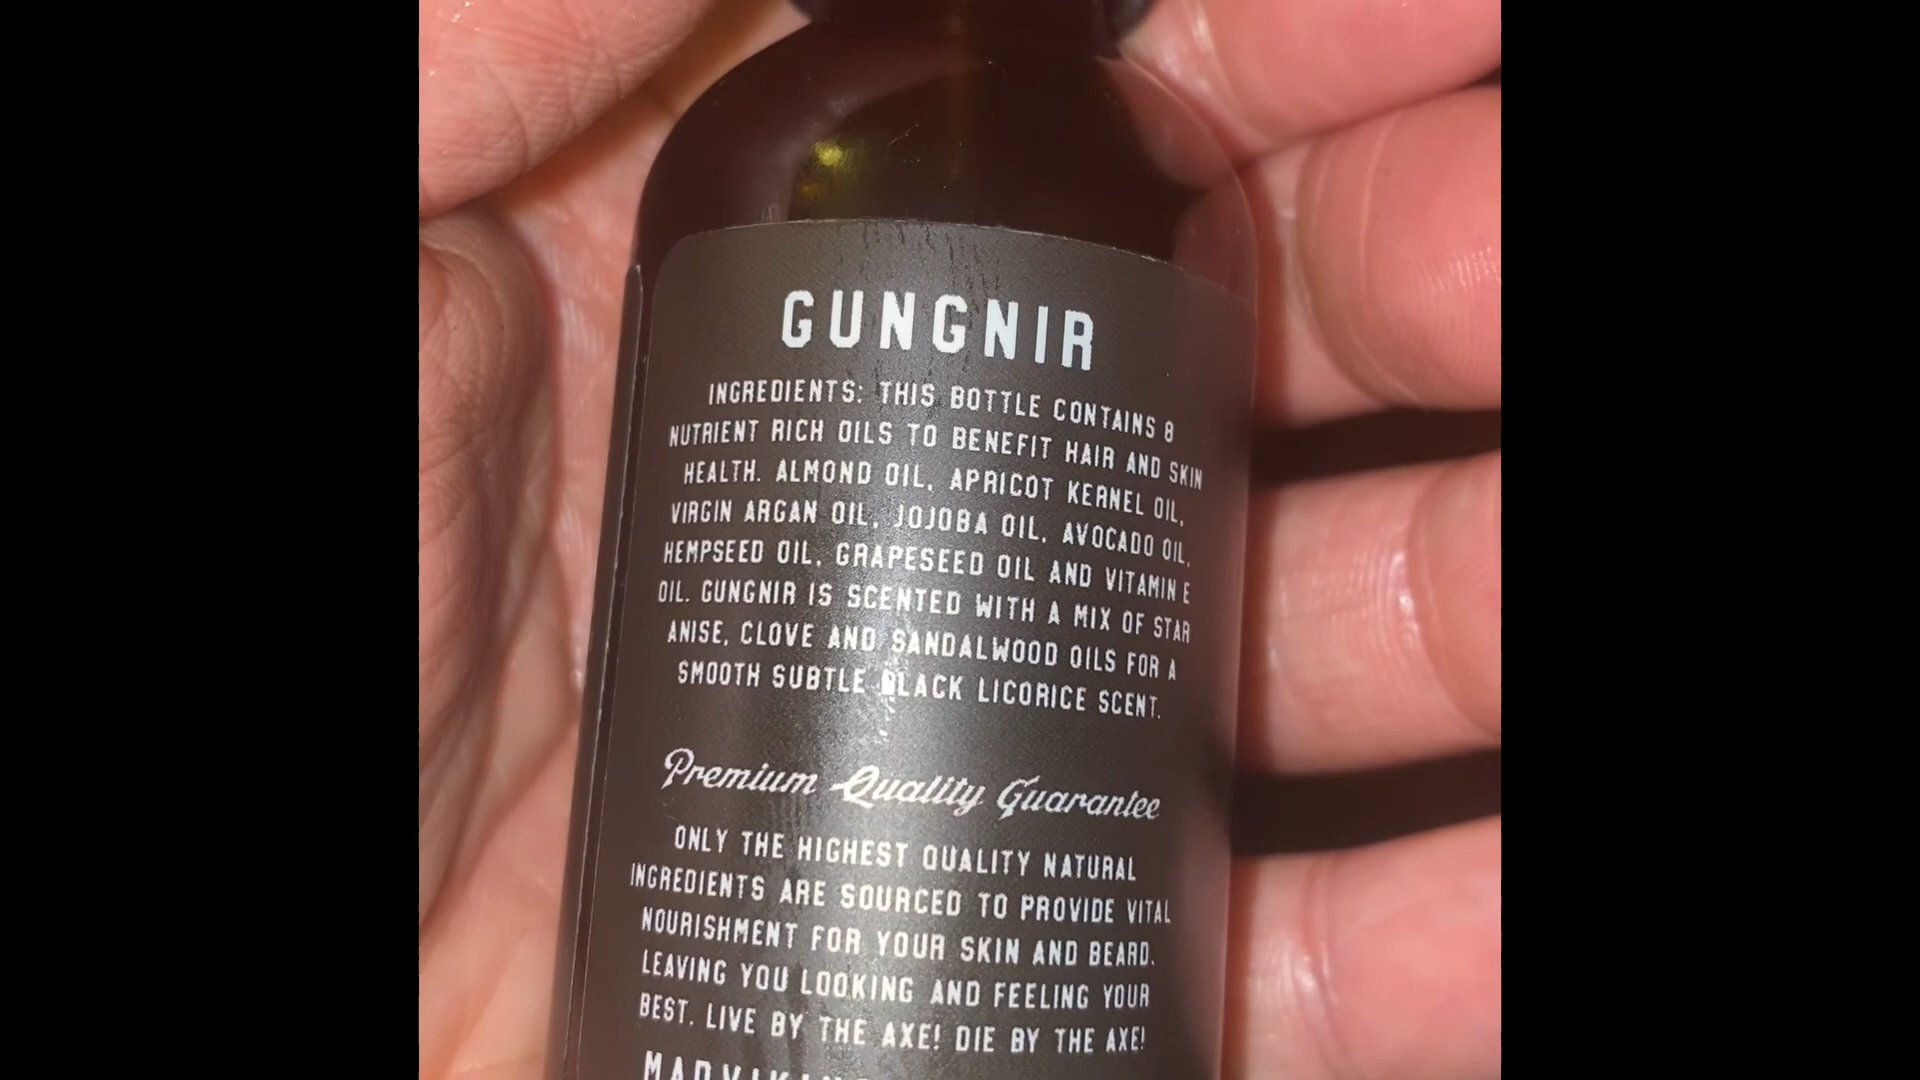 GUNGNIR
INGREDIENTS: THIS BOTTLE CONTAINS 8
NUTRIENT RICH OILS TO BENEFIT HAIR AND SKIN
HEALTH. ALMOND OIL, APRICOT KERNEL OIL,
VIRGIN ARGAN OIL, JOJOBA OIL, AVOCADO OIL,
HEMPSEED OIL, GRAPESEED OIL AND VITAMIN E
OIL. GUNGNIR IS SCENTED WITH A MIX OF STAR
ANISE, CLOVE AND SANDALWOOD OILS FOR A
SMOOTH SUBTLE BLACK LICORICE SCENT.
Premium Quality Guarantee
ONLY THE HIGHEST QUALITY NATURAL
INGREDIENTS ARE SOURCED TO PROVIDE VITAL
NOURISHMENT FOR YOUR SKIN AND BEARD.
LEAVING YOU LOOKING AND FEELING YOUR
BEST. LIVE BY THE AXE! DIE BY THE AXE!